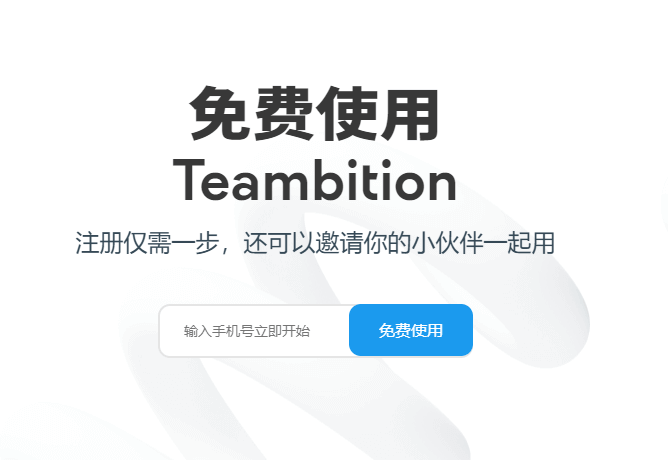 免费使用
Teambition
注册仅需一步，还可以邀请你的小伙伴一起用
输入手机号立即开始 免费使用